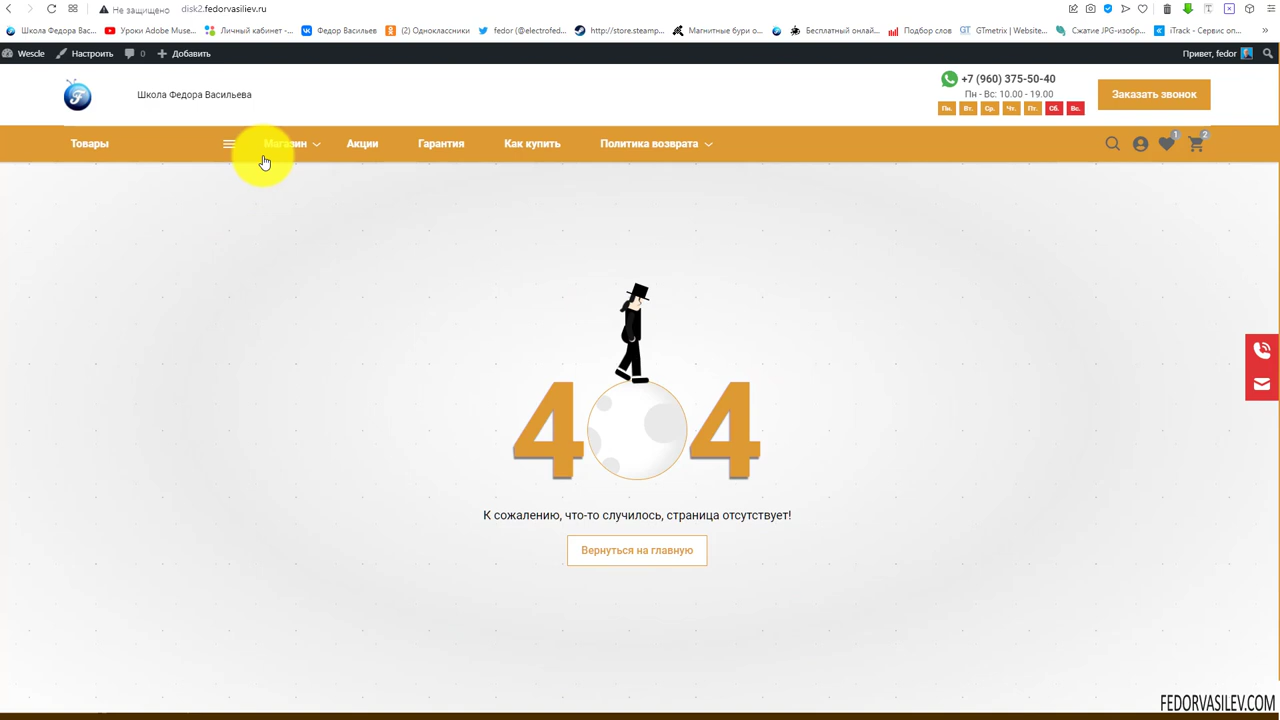 Не защищено disk2.fedorvasiliev.ru
Школа Федора Вас... Уроки Adobe Muse... Личный кабинет -... Федор Васильев (2) Одноклассники fedor (@electrofed... http://store.steamp... Магнитные бури о... Бесплатный онлай... Подбор слов GTmetrix | Website... Сжатие JPG-изобр... iTrack - Сервис оп...
Wescle Настроить 0 Добавить Привет, fedor
+7 (960) 375-50-40
Школа Федора Васильева
Пн - Вс: 10.00 - 19.00
Заказать звонок
Пн. Вт. Ср. Чт. Пт. Сб. Вс.
Товары Магазин Акции Гарантия Как купить Политика возврата 1 2
404
К сожалению, что-то случилось, страница отсутствует!
Вернуться на главную
FEDORVASILEV.COM